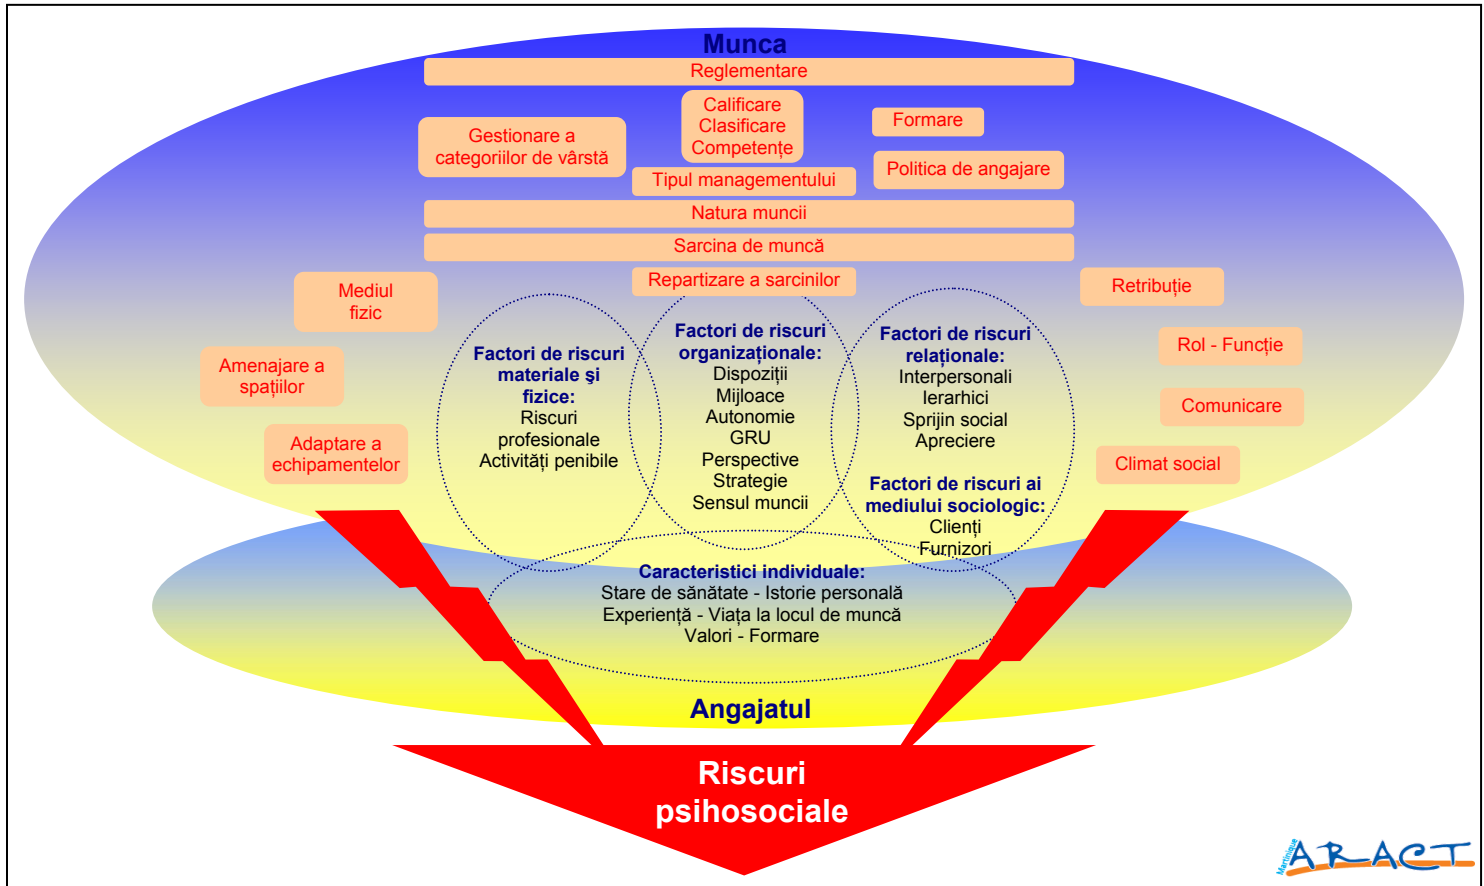 Munca
Reglementare
Calificare
Clasificare
Competențe
Formare
Gestionare a
categoriilor de vârstă
Politica de angajare
Tipul managementului
Natura muncii
Sarcina de muncă
Repartizare a sarcinilor
Mediul
fizic
Retribuție
Amenajare a
spațiilor
Rol - Funcție
Comunicare
Adaptare a
echipamentelor
Climat social
Factori de riscuri
materiale şi
fizice:
Riscuri
profesionale
Activități penibile
Factori de riscuri
organizaționale:
Dispoziții
Mijloace
Autonomie
GRU
Perspective
Strategie
Sensul muncii
Factori de riscuri
relaționale:
Interpersonali
Ierarhici
Sprijin social
Apreciere
Factori de riscuri ai
mediului sociologic:
Clienți
Furnizori
Caracteristici individuale:
Stare de sănătate - Istorie personală
Experiență - Viața la locul de muncă
Valori - Formare
Angajatul
Riscuri
psihosociale
Martinique
ARACT